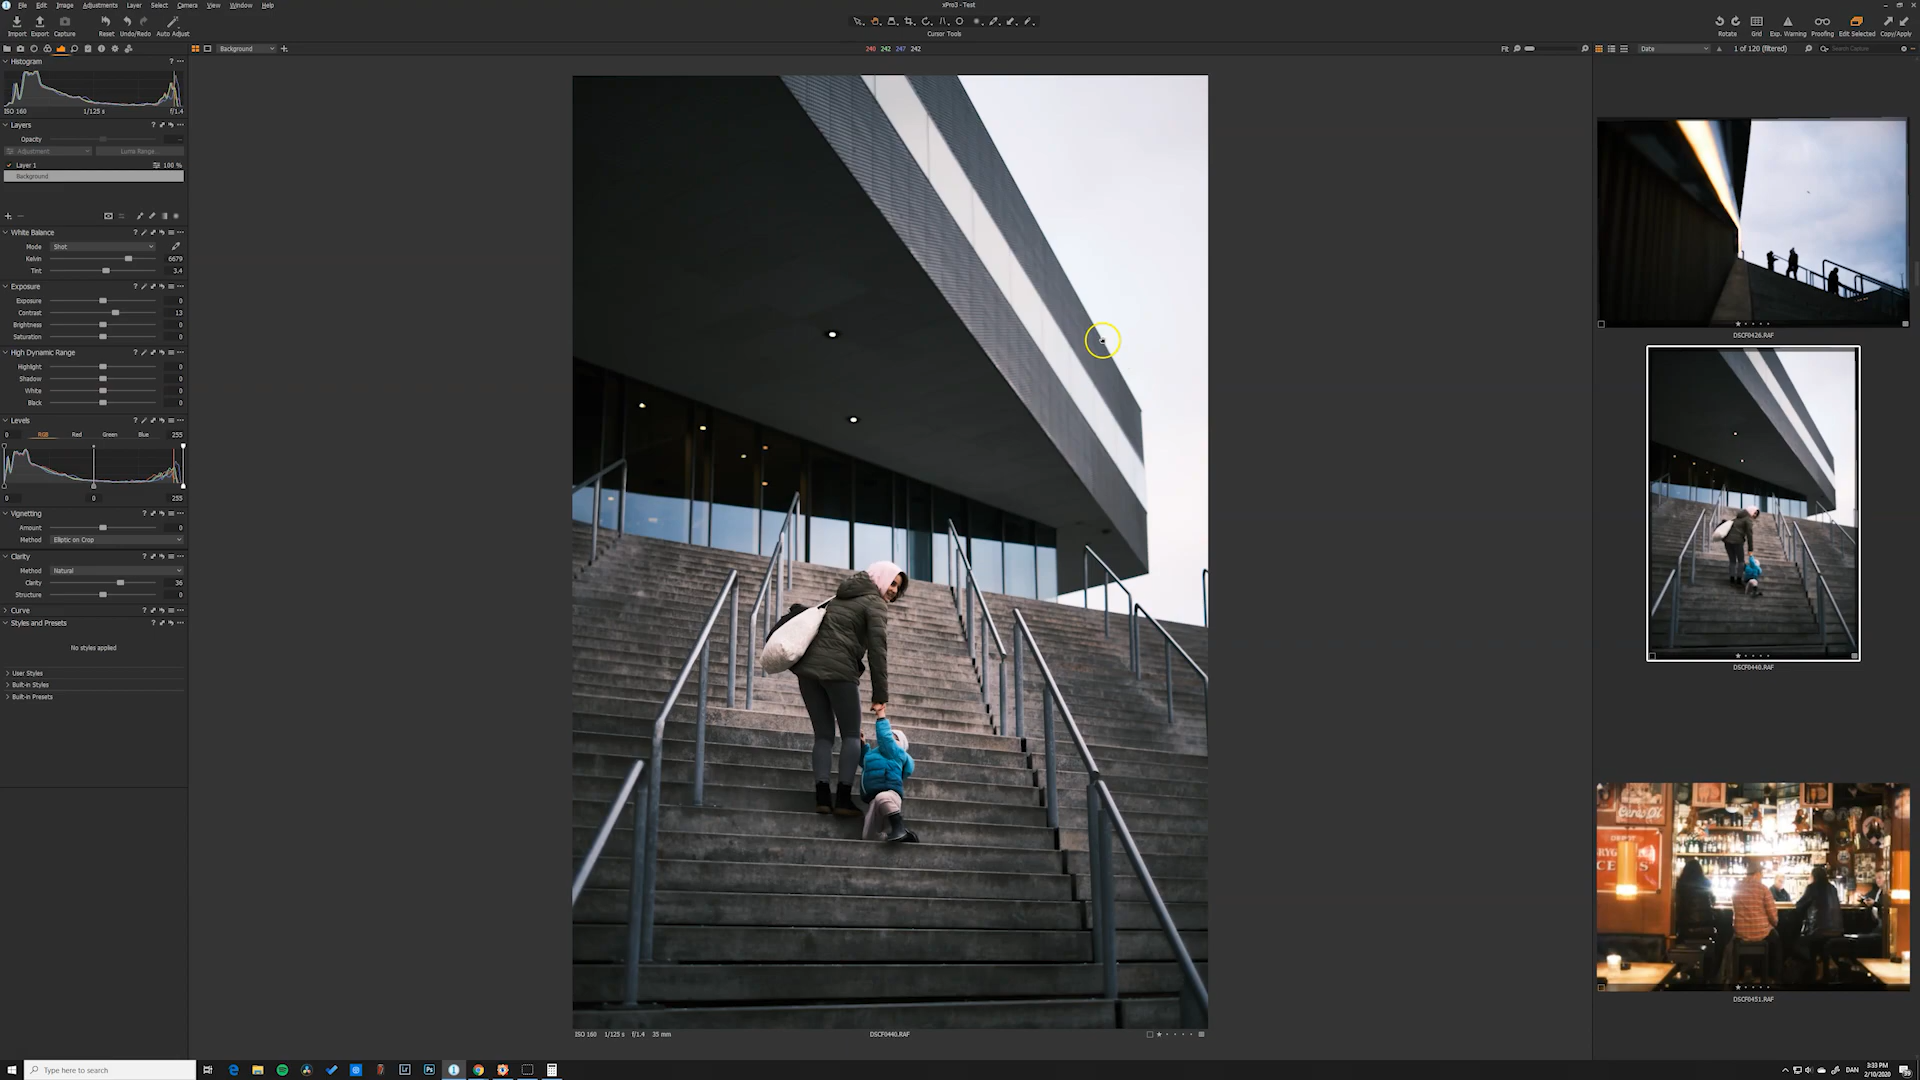 File Edit Image Adjustments Layer Select Camera View Window Help
xPro3 - Test
Import Export Capture Reset Undo/Redo Auto Adjust
Cursor Tools
Rotate Grid Exp. Warning Proofing Edit Selected Copy/Apply
Background
240 242 247 242
Fit
Date 1 of 120 (filtered) Search Capture
Histogram
ISO 160 1/125 s f/1.4
Layers
Opacity
Adjustment Luma Range...
Layer 1 100 %
Background
White Balance
Mode Shot
Kelvin 6679
Tint 3.4
Exposure
Exposure 0
Contrast 13
Brightness 0
Saturation 0
High Dynamic Range
Highlight 0
Shadow 0
White 0
Black 0
Levels
0 RGB Red Green Blue 255
0 0 255
Vignetting
Amount 0
Method Elliptic on Crop
Clarity
Method Natural
Clarity 36
Structure 0
Curve
Styles and Presets
No styles applied
User Styles
Built-in Styles
Built-in Presets
DSCF0426.RAF
DSCF0440.RAF
DSCF0451.RAF
ISO 160 1/125 s f/1.4 35 mm
DSCF0440.RAF
Type here to search
Lr
Ps
DAN
3:33 PM
2/10/2020